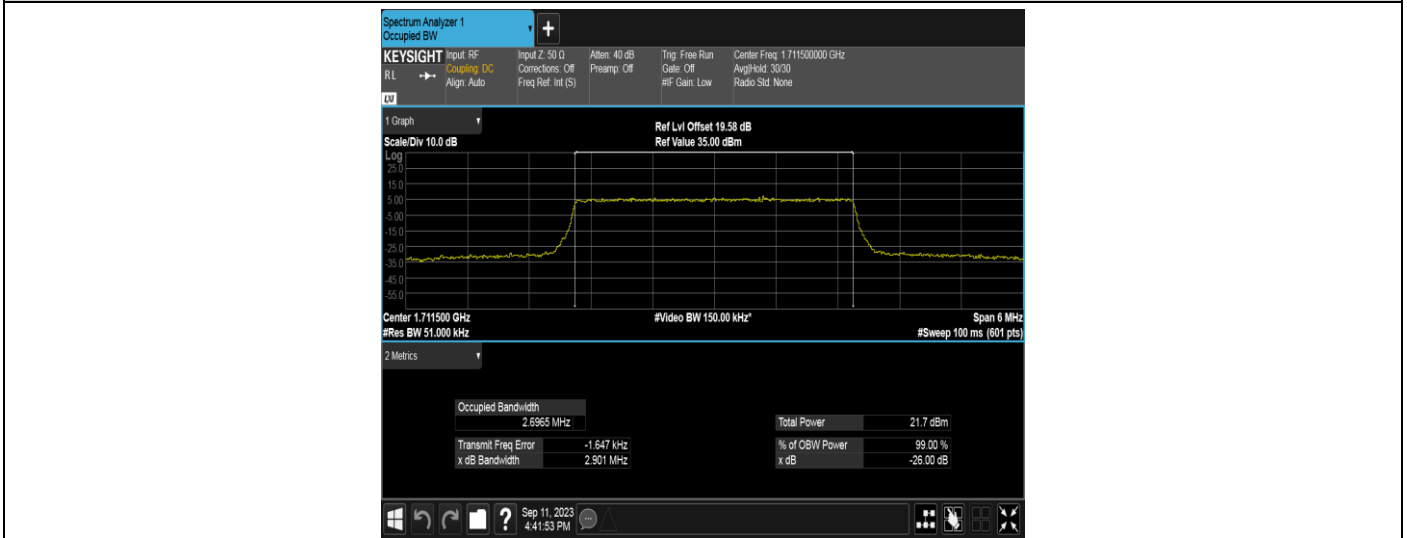 Spectrum Analyzer 1
Occupied BW
+
KEYSIGHT
RL
LXI
Input: RF
Coupling: DC
Align: Auto
Input Z: 50 Ω
Corrections: Off
Freq Ref: Int (S)
Atten: 40 dB
Preamp: Off
Trig: Free Run
Gate: Off
#IF Gain: Low
Center Freq: 1.711500000 GHz
Avg|Hold: 30/30
Radio Std: None
1 Graph
Scale/Div 10.0 dB
Ref Lvl Offset 19.58 dB
Ref Value 35.00 dBm
Log
25.0
15.0
5.00
-5.00
-15.0
-25.0
-35.0
-45.0
-55.0
Center 1.711500 GHz
#Video BW 150.00 kHz*
Span 6 MHz
#Res BW 51.000 kHz
#Sweep 100 ms (601 pts)
2 Metrics
Occupied Bandwidth
2.6965 MHz
Total Power 21.7 dBm
Transmit Freq Error -1.647 kHz
% of OBW Power 99.00 %
x dB Bandwidth 2.901 MHz
x dB -26.00 dB
?
Sep 11, 2023
4:41:53 PM